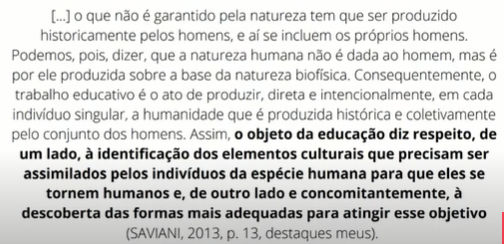 [...] o que não é garantido pela natureza tem que ser produzido
historicamente pelos homens, e aí se incluem os próprios homens.
Podemos, pois, dizer, que a natureza humana não é dada ao homem, mas é
por ele produzida sobre a base da natureza biofísica. Consequentemente, o
trabalho educativo é o ato de produzir, direta e intencionalmente, em cada
indivíduo singular, a humanidade que é produzida histórica e coletivamente
pelo conjunto dos homens. Assim, o objeto da educação diz respeito, de
um lado, à identificação dos elementos culturais que precisam ser
assimilados pelos indivíduos da espécie humana para que eles se
tornem humanos e, de outro lado e concomitantemente, à
descoberta das formas mais adequadas para atingir esse objetivo
(SAVIANI, 2013, p. 13, destaques meus).